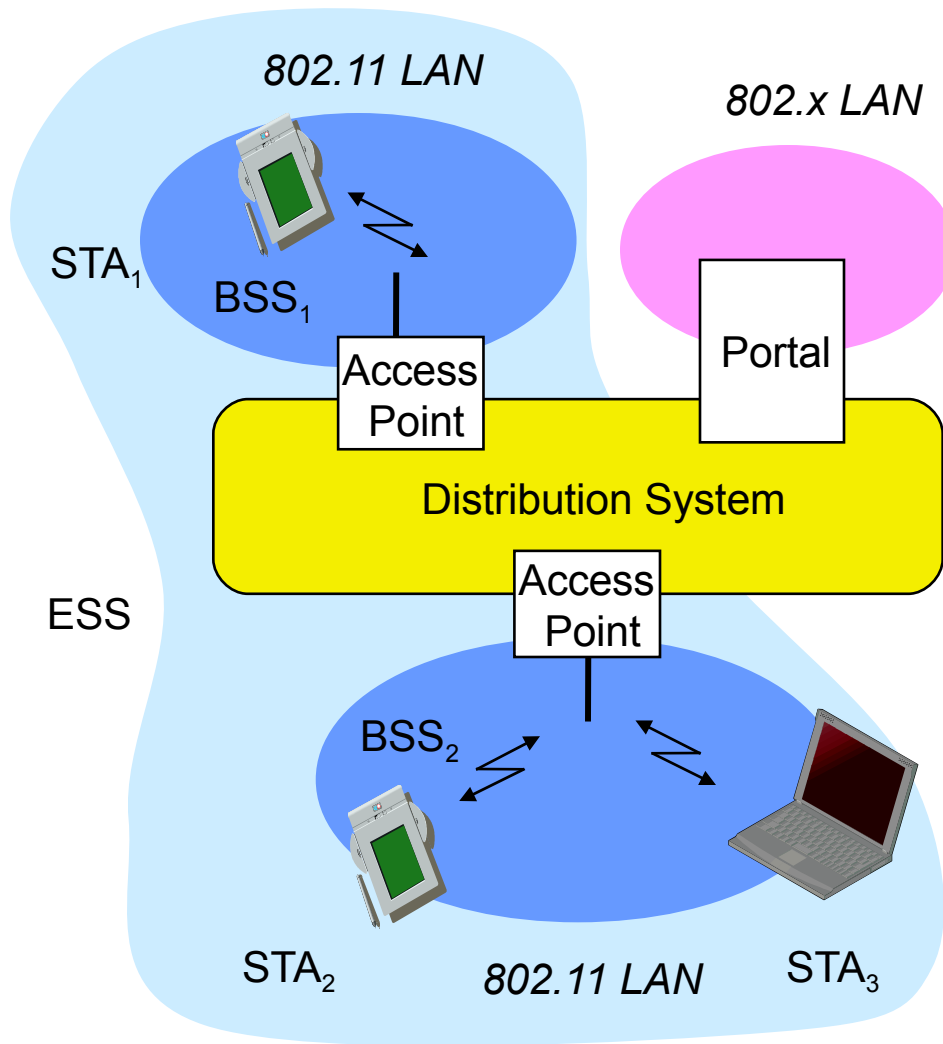 802.11 LAN
802.x LAN
STA₁
BSS₁
Access
Point
Portal
Distribution System
Access
Point
ESS
BSS₂
STA₂
802.11 LAN
STA₃